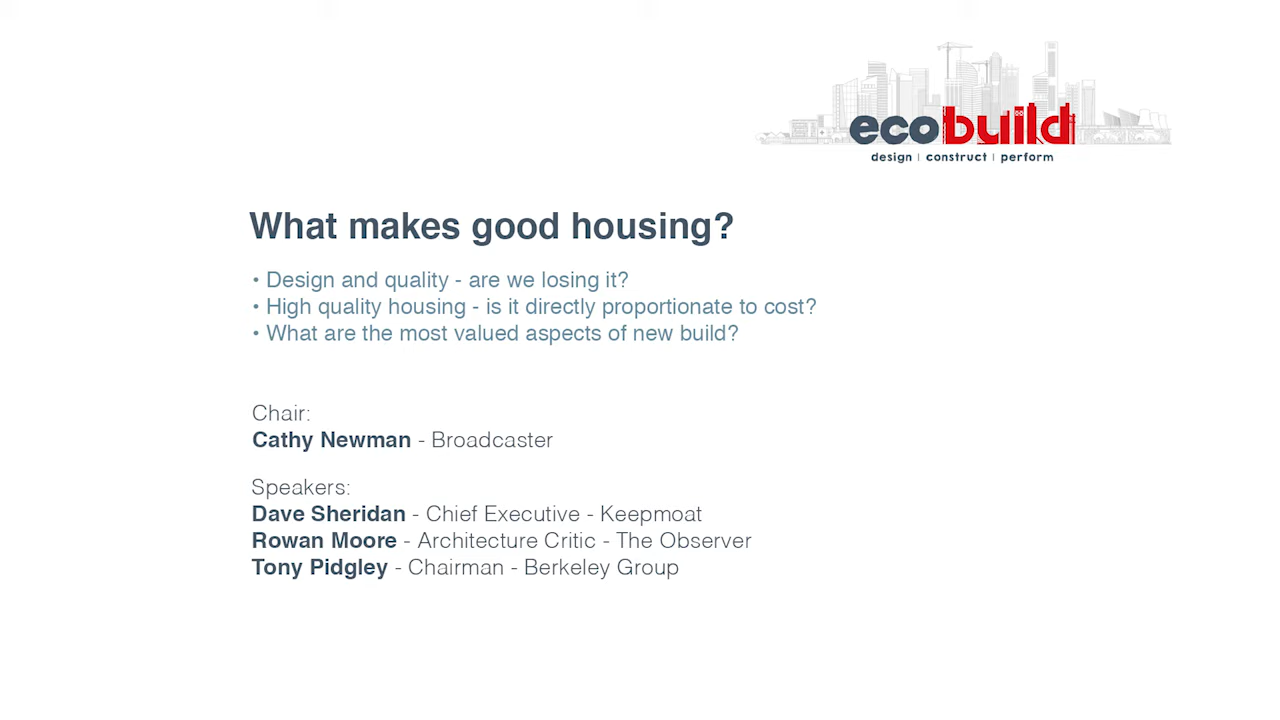 ecobuild
design | construct | perform
What makes good housing?
• Design and quality - are we losing it?
• High quality housing - is it directly proportionate to cost?
• What are the most valued aspects of new build?
Chair:
Cathy Newman - Broadcaster
Speakers:
Dave Sheridan - Chief Executive - Keepmoat
Rowan Moore - Architecture Critic - The Observer
Tony Pidgley - Chairman - Berkeley Group